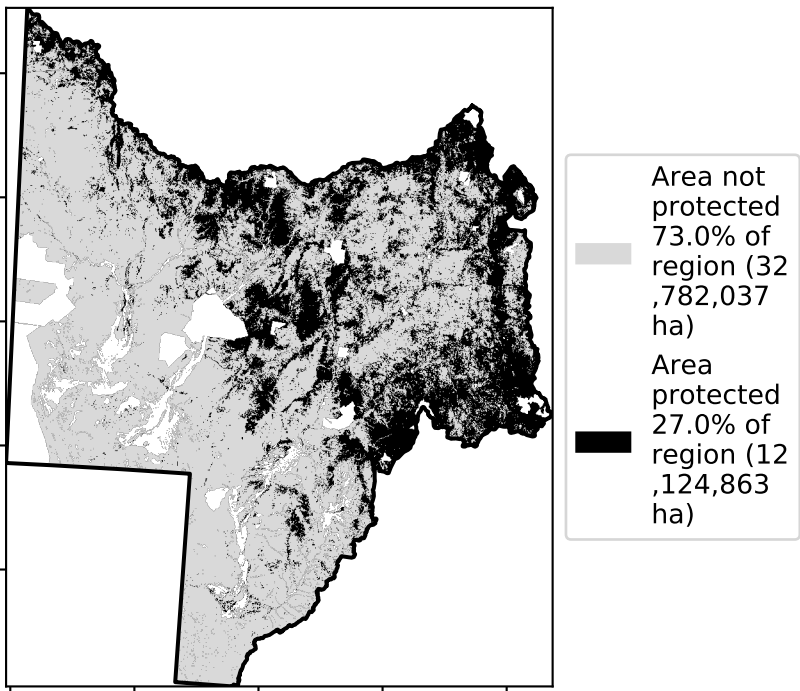 Area not
protected
73.0% of
region (32
,782,037
ha)
Area
protected
27.0% of
region (12
,124,863
ha)